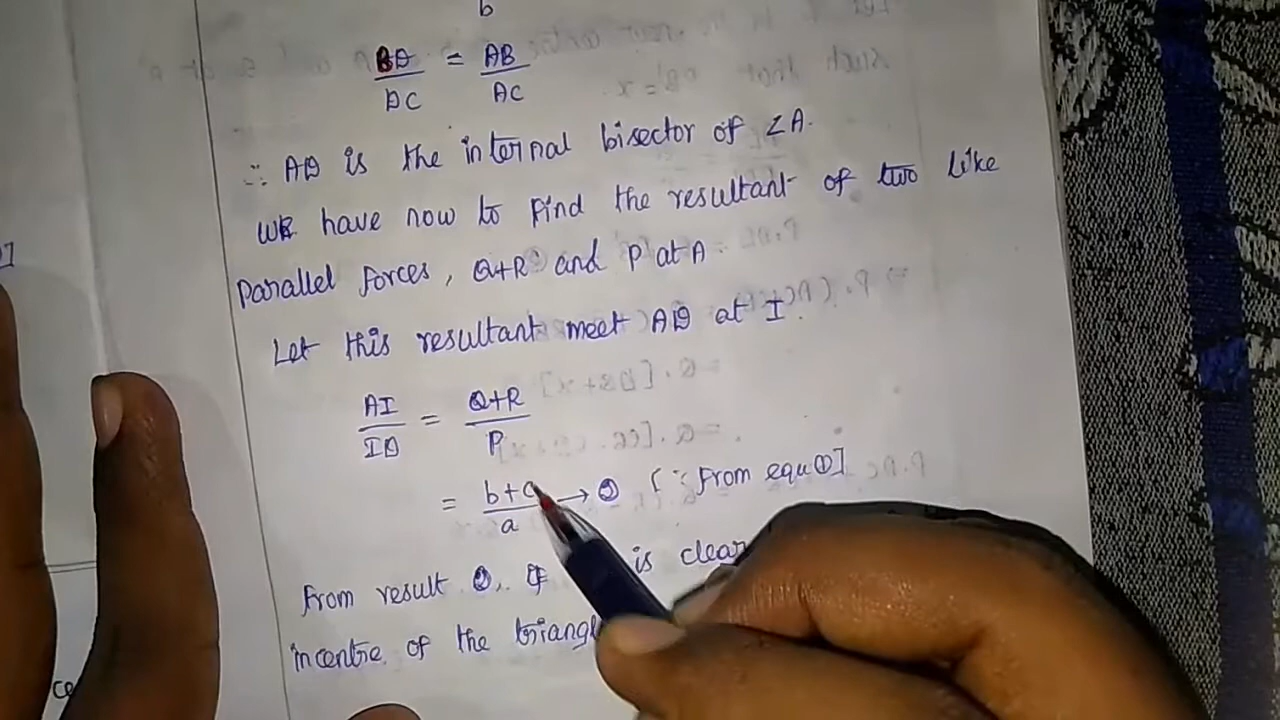 b
BD/DC = AB/AC
∴ AD is the internal bisector of ∠A.
WE have now to find the resultant of two like
Parallel forces, Q+R and P at A.
Let this resultant meet AD at I.
AI/ID = Q+R/P
= b+c/a → ② [∵ From equ ①]
From result ②, is clear
incentre of the triangle